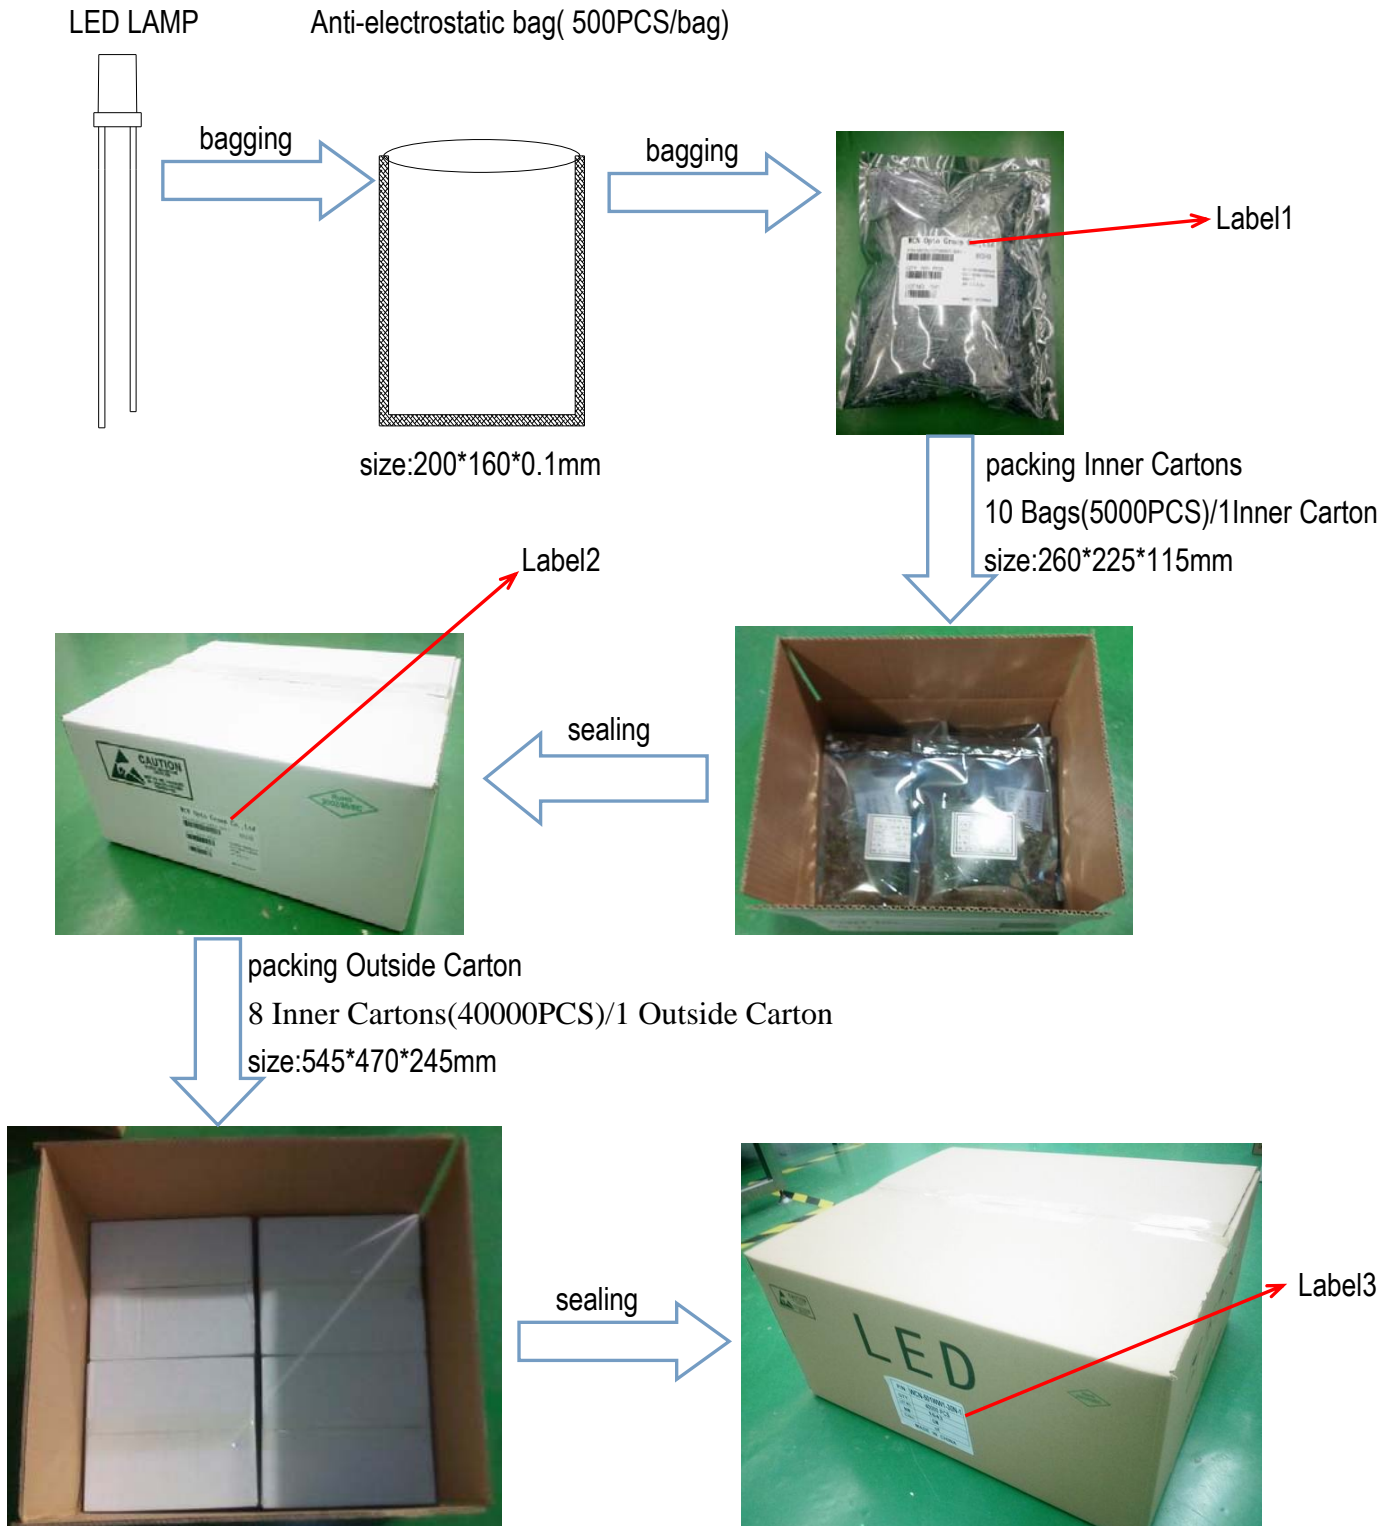 LED LAMP
Anti-electrostatic bag( 500PCS/bag)
bagging
bagging
Label1
size:200*160*0.1mm
packing Inner Cartons
10 Bags(5000PCS)/1Inner Carton
size:260*225*115mm
Label2
CAUTION
sealing
packing Outside Carton
8 Inner Cartons(40000PCS)/1 Outside Carton
size:545*470*245mm
sealing
Label3
LED